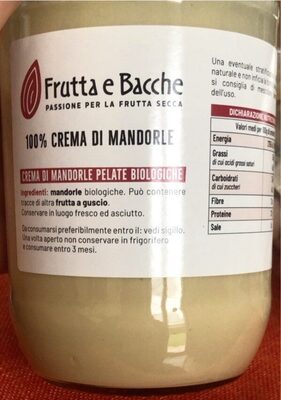 Frutta e Bacche
PASSIONE PER LA FRUTTA SECCA
100% CREMA DI MANDORLE
CREMA DI MANDORLE PELATE BIOLOGICHE
Ingredienti: mandorle biologiche. Può contenere
tracce di altra frutta a guscio.
Conservare in luogo fresco ed asciutto.
Da consumarsi preferibilmente entro il: vedi sigillo.
Una volta aperto non conservare in frigorifero
e consumare entro 3 mesi.
Una eventuale
naturale e non
si consiglia di
dell'uso.
DICHIARAZIONE
Valori medi per
Energia
Grassi
di cui acidi grassi saturi
Carboidrati
di cui zuccheri
Fibre
Proteine
Sale